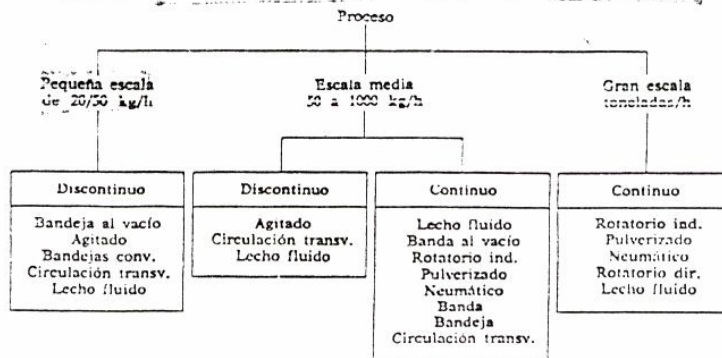 Proceso
Pequeña escala
de 20/50 kg/h
Escala media
50 a 1000 kg/h
Gran escala
toneladas/h
Discontinuo
Bandeja al vacío
Agitado
Bandejas conv.
Circulación transv.
Lecho fluido
Discontinuo
Agitado
Circulación transv.
Lecho fluido
Continuo
Lecho fluido
Banda al vacío
Rotatorio ind.
Pulverizado
Neumático
Banda
Bandeja
Circulación transv.
Continuo
Rotatorio ind.
Pulverizado
Neumático
Rotatorio dir.
Lecho fluido